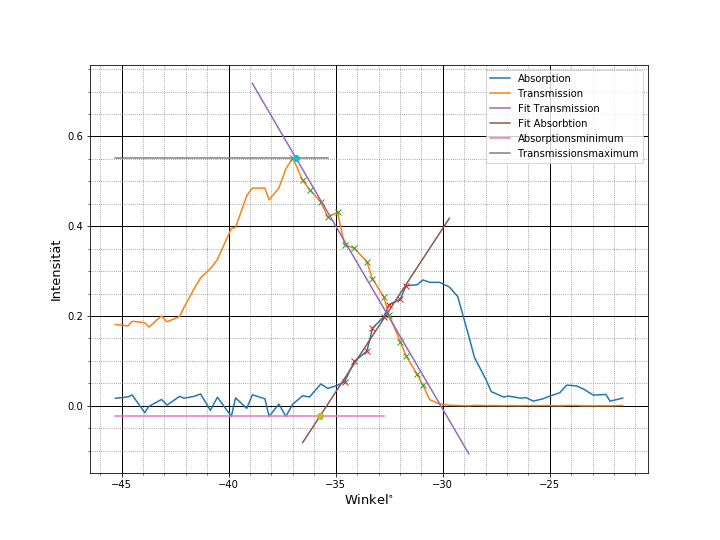 Absorption
Transmission
Fit Transmission
Fit Absorbtion
Absorptionsminimum
Transmissionsmaximum
0.6
0.4
0.2
0.0
Intensität
−45
−40
−35
−30
−25
Winkel°